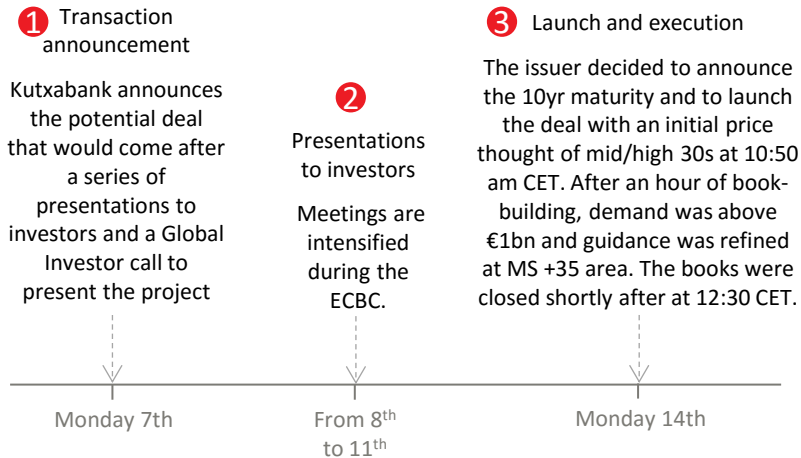 1 Transaction
announcement
Kutxabank announces
the potential deal
that would come after
a series of
presentations to
investors and a Global
Investor call to
present the project
2
Presentations
to investors
Meetings are
intensified
during the
ECBC.
3 Launch and execution
The issuer decided to announce
the 10yr maturity and to launch
the deal with an initial price
thought of mid/high 30s at 10:50
am CET. After an hour of book-
building, demand was above
€1bn and guidance was refined
at MS +35 area. The books were
closed shortly after at 12:30 CET.
Monday 7th
From 8th
to 11th
Monday 14th